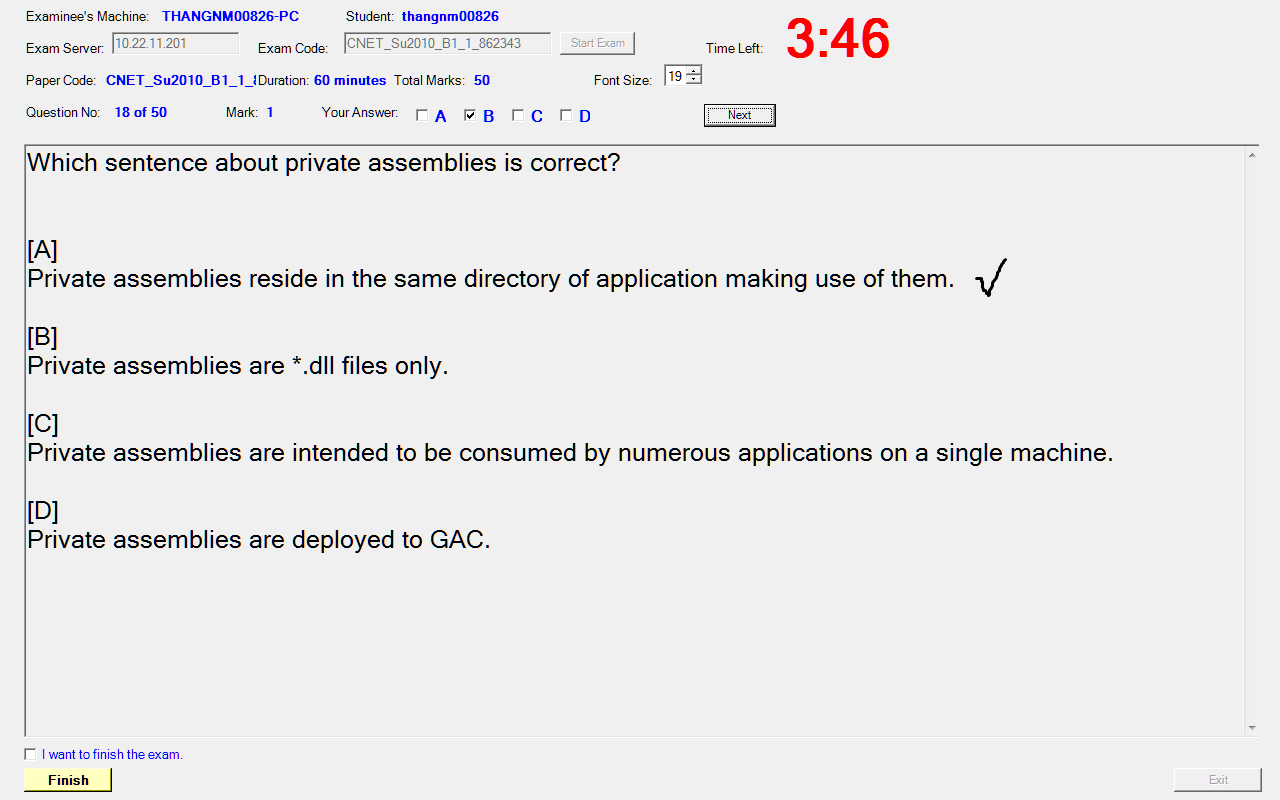 Examinee's Machine: THANGNM00826-PC Student: thangnm00826
Exam Server: 10.22.11.201 Exam Code: CNET_Su2010_B1_1_862343 Start Exam Time Left: 3:46
Paper Code: CNET_Su2010_B1_1_ Duration: 60 minutes Total Marks: 50 Font Size: 19
Question No: 18 of 50 Mark: 1 Your Answer: A B C D Next
Which sentence about private assemblies is correct?
[A]
Private assemblies reside in the same directory of application making use of them.
[B]
Private assemblies are *.dll files only.
[C]
Private assemblies are intended to be consumed by numerous applications on a single machine.
[D]
Private assemblies are deployed to GAC.
I want to finish the exam.
Finish Exit